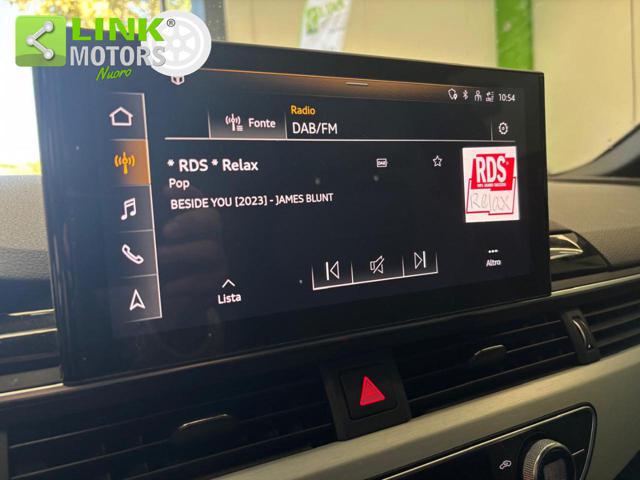 LINK
MOTORS
Nuoro
10:54
Radio
Fonte
DAB/FM
* RDS * Relax
DAB
Pop
BESIDE YOU [2023] - JAMES BLUNT
RDS
Relax
Lista
Altro